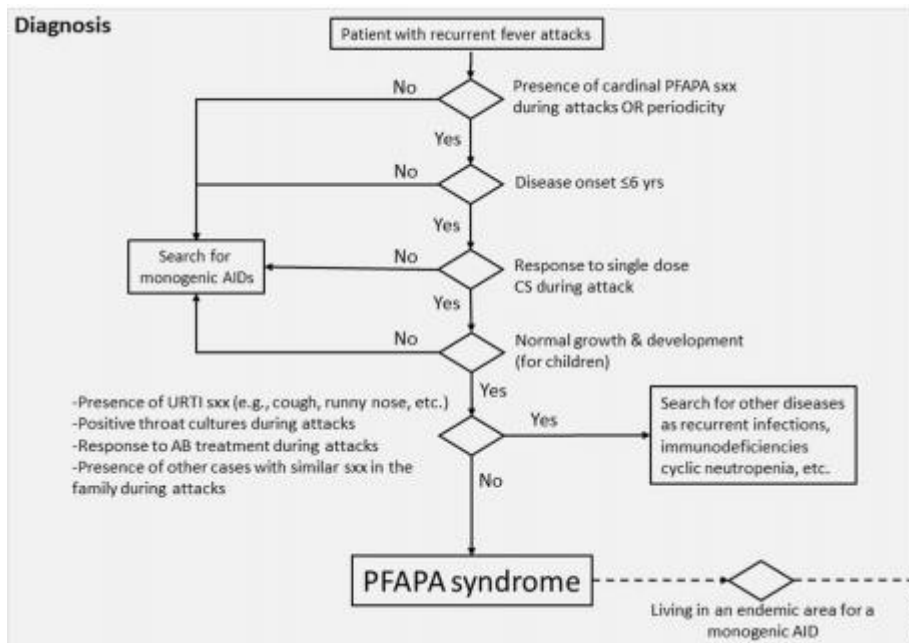 Diagnosis
Patient with recurrent fever attacks
No
Presence of cardinal PFAPA sxx
during attacks OR periodicity
Yes
No
Disease onset ≤6 yrs
Yes
Search for
monogenic AIDs
No
Response to single dose
CS during attack
Yes
No
Normal growth & development
(for children)
Yes
-Presence of URTI sxx (e.g., cough, runny nose, etc.)
-Positive throat cultures during attacks
-Response to AB treatment during attacks
-Presence of other cases with similar sxx in the
family during attacks
Yes
Search for other diseases
as recurrent infections,
immunodeficiencies
cyclic neutropenia, etc.
No
PFAPA syndrome
Living in an endemic area for a
monogenic AID